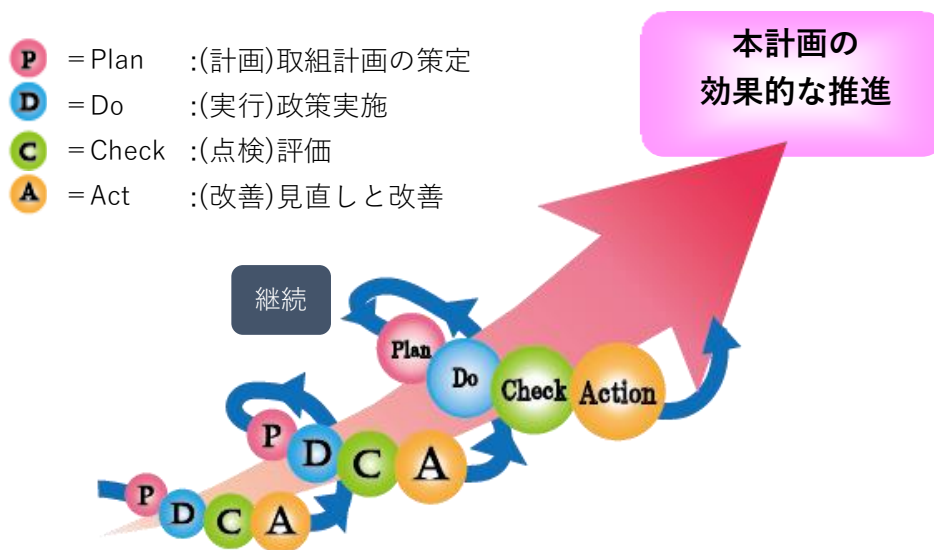 P =Plan :(計画)取組計画の策定
D =Do :(実行)政策実施
C =Check :(点検)評価
A =Act :(改善)見直しと改善
本計画の
効果的な推進
継続
Plan Do Check Action
P D C A
P D C A